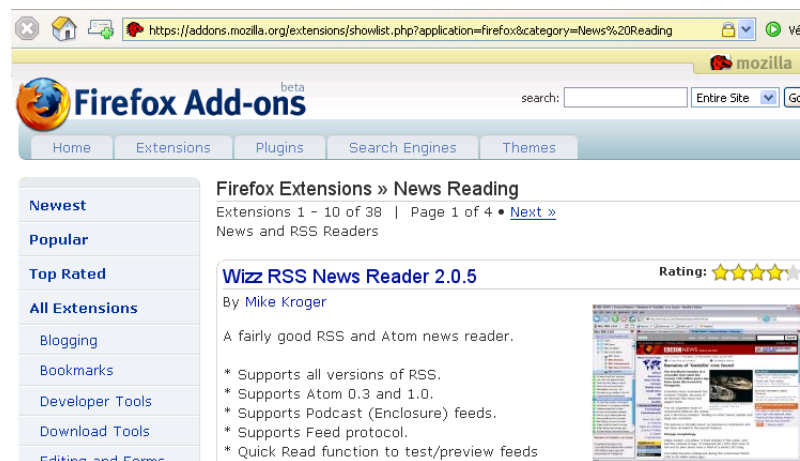 https://addons.mozilla.org/extensions/showlist.php?application=firefox&category=News%20Reading
mozilla
Firefox Add-ons beta
search: Entire Site
Home Extensions Plugins Search Engines Themes
Newest
Popular
Top Rated
All Extensions
Blogging
Bookmarks
Developer Tools
Download Tools
Editing and Forms
Firefox Extensions » News Reading
Extensions 1 - 10 of 38 | Page 1 of 4 • Next »
News and RSS Readers
Wizz RSS News Reader 2.0.5
Rating:
By Mike Kroger
A fairly good RSS and Atom news reader.
* Supports all versions of RSS.
* Supports Atom 0.3 and 1.0.
* Supports Podcast (Enclosure) feeds.
* Supports Feed protocol.
* Quick Read function to test/preview feeds